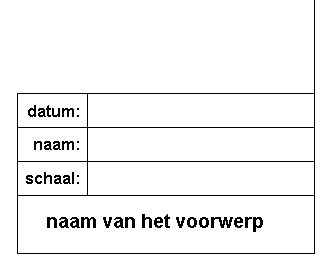 datum:
naam:
schaal:
naam van het voorwerp